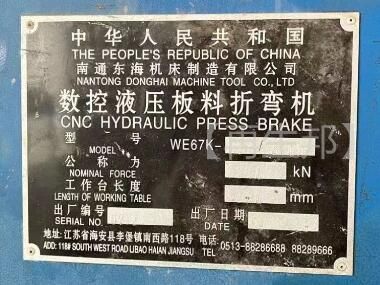 中华人民共和国
THE PEOPLE'S REPUBLIC OF CHINA
南通东海机床制造有限公司
NANTONG DONGHAI MACHINE TOOL CO., LTD
数控液压板料折弯机
CNC HYDRAULIC PRESS BRAKE
型号 WE67K- /
MODEL
公称力 kN
NOMINAL FORCE
工作台长度 mm
LENGTH OF WORKING TABLE
出厂编号 出厂日期
SERIAL NO. DATE
地址:江苏省海安县李堡镇南西路118号 电话: 0513-88286688 88289666
ADD: 118# SOUTH WEST ROAD LIBAO HAIAN JIANGSU TEL: